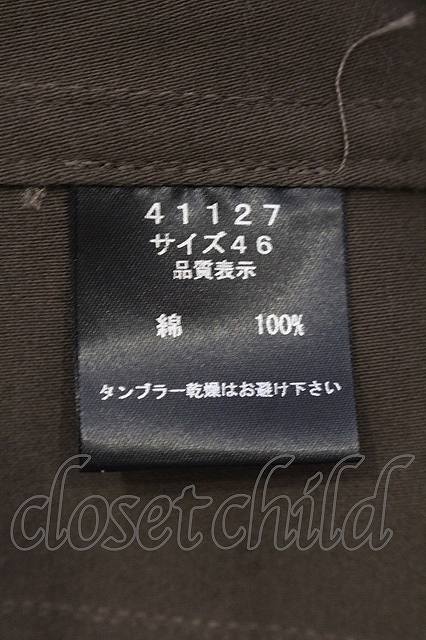 41127
サイズ46
品質表示
綿 100%
タンブラー乾燥はお避け下さい
closetchild